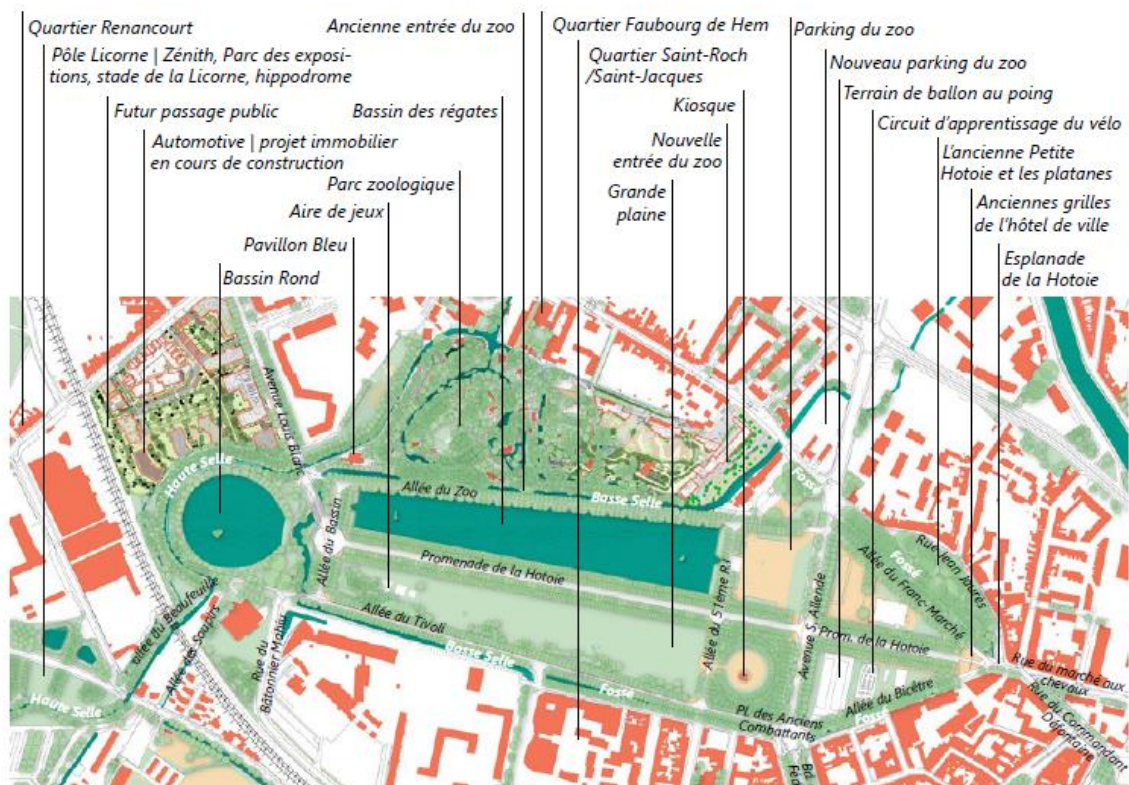 Quartier Renancourt
Pôle Licorne | Zénith, Parc des exposi-
tions, stade de la Licorne, hippodrome
Futur passage public
Automotive | projet immobilier
en cours de construction
Ancienne entrée du zoo
Bassin des régates
Parc zoologique
Aire de jeux
Pavillon Bleu
Bassin Rond
Quartier Faubourg de Hem
Quartier Saint-Roch
/Saint-Jacques
Kiosque
Nouvelle
entrée du zoo
Grande
plaine
Parking du zoo
Nouveau parking du zoo
Terrain de ballon au poing
Circuit d'apprentissage du vélo
L'ancienne Petite
Hotoie et les platanes
Anciennes grilles
de l'hôtel de ville
Esplanade
de la Hotoie
Avenue Louis Blanc
Haute Selle
Allée du Zoo
Basse Selle
Fossé
Allée du Bassin
Promenade de la Hotoie
Allée du 51ème R.I
Avenue S. Allende
Rue Jean Jaurès
Fossé
Allée du Franc-Marché
Prom. de la Hotoie
Allée du Beaufeuille
Allée des Soupirs
Rue du
Bâtonnier Mahiu
Allée du Tivoli
Basse Selle
Fossé
Haute Selle
Pl. des Anciens
Combattants
Allée du Bicêtre
Fossé
Rue du marché aux
chevaux
Rue du Commandant
Défontaine
Bd